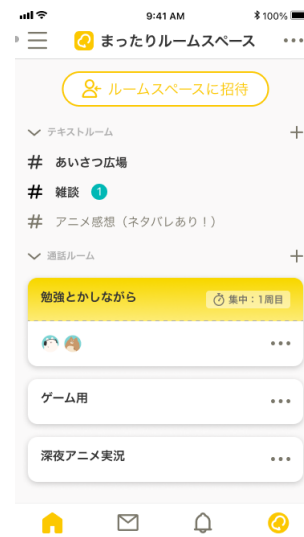 9:41 AM
100%
まったりルームスペース
ルームスペースに招待
テキストルーム
# あいさつ広場
# 雑談 1
# アニメ感想（ネタバレあり！）
通話ルーム
勉強とかしながら
集中：1周目
ゲーム用
深夜アニメ実況